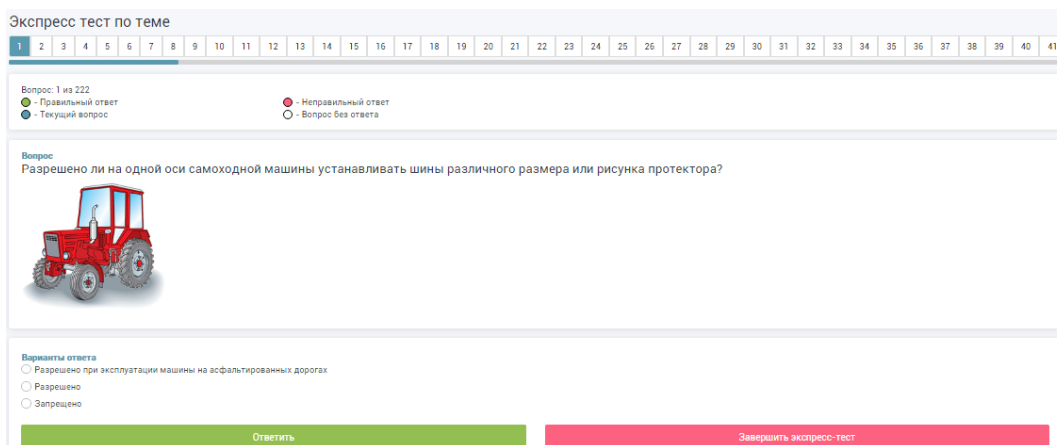 Экспресс тест по теме
1 2 3 4 5 6 7 8 9 10 11 12 13 14 15 16 17 18 19 20 21 22 23 24 25 26 27 28 29 30 31 32 33 34 35 36 37 38 39 40 41
Вопрос: 1 из 222
- Правильный ответ - Неправильный ответ
- Текущий вопрос - Вопрос без ответа
Вопрос
Разрешено ли на одной оси самоходной машины устанавливать шины различного размера или рисунка протектора?
Варианты ответа
Разрешено при эксплуатации машины на асфальтированных дорогах
Разрешено
Запрещено
Ответить Завершить экспресс-тест